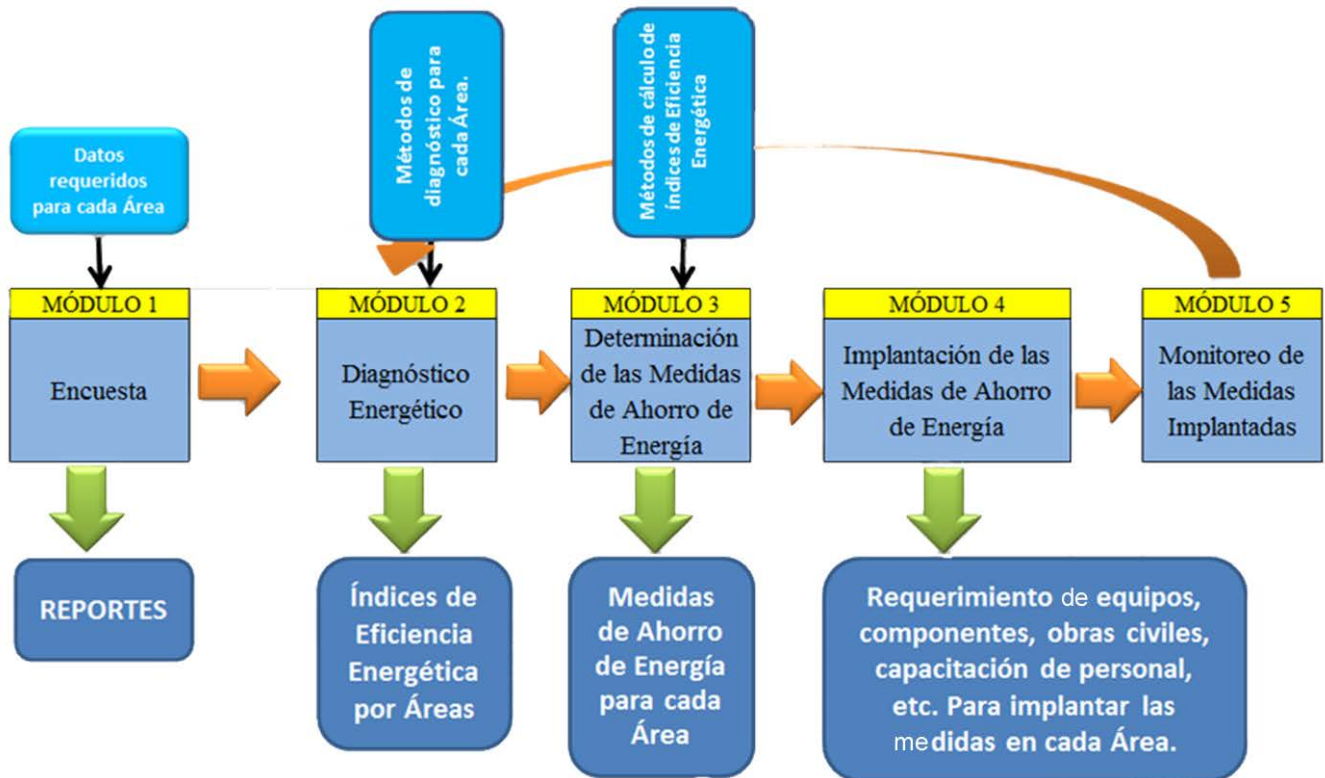 Datos
requeridos
para cada Área
Métodos de
diagnóstico para
cada Área.
Métodos de cálculo de
índices de Eficiencia
Energética
MÓDULO 1
Encuesta
MÓDULO 2
Diagnóstico
Energético
MÓDULO 3
Determinación
de las Medidas
de Ahorro de
Energía
MÓDULO 4
Implantación de las
Medidas de Ahorro
de Energía
MÓDULO 5
Monitoreo de
las Medidas
Implantadas
REPORTES
Índices de
Eficiencia
Energética
por Áreas
Medidas
de Ahorro
de Energía
para cada
Área
Requerimiento de equipos,
componentes, obras civiles,
capacitación de personal,
etc. Para implantar las
medidas en cada Área.